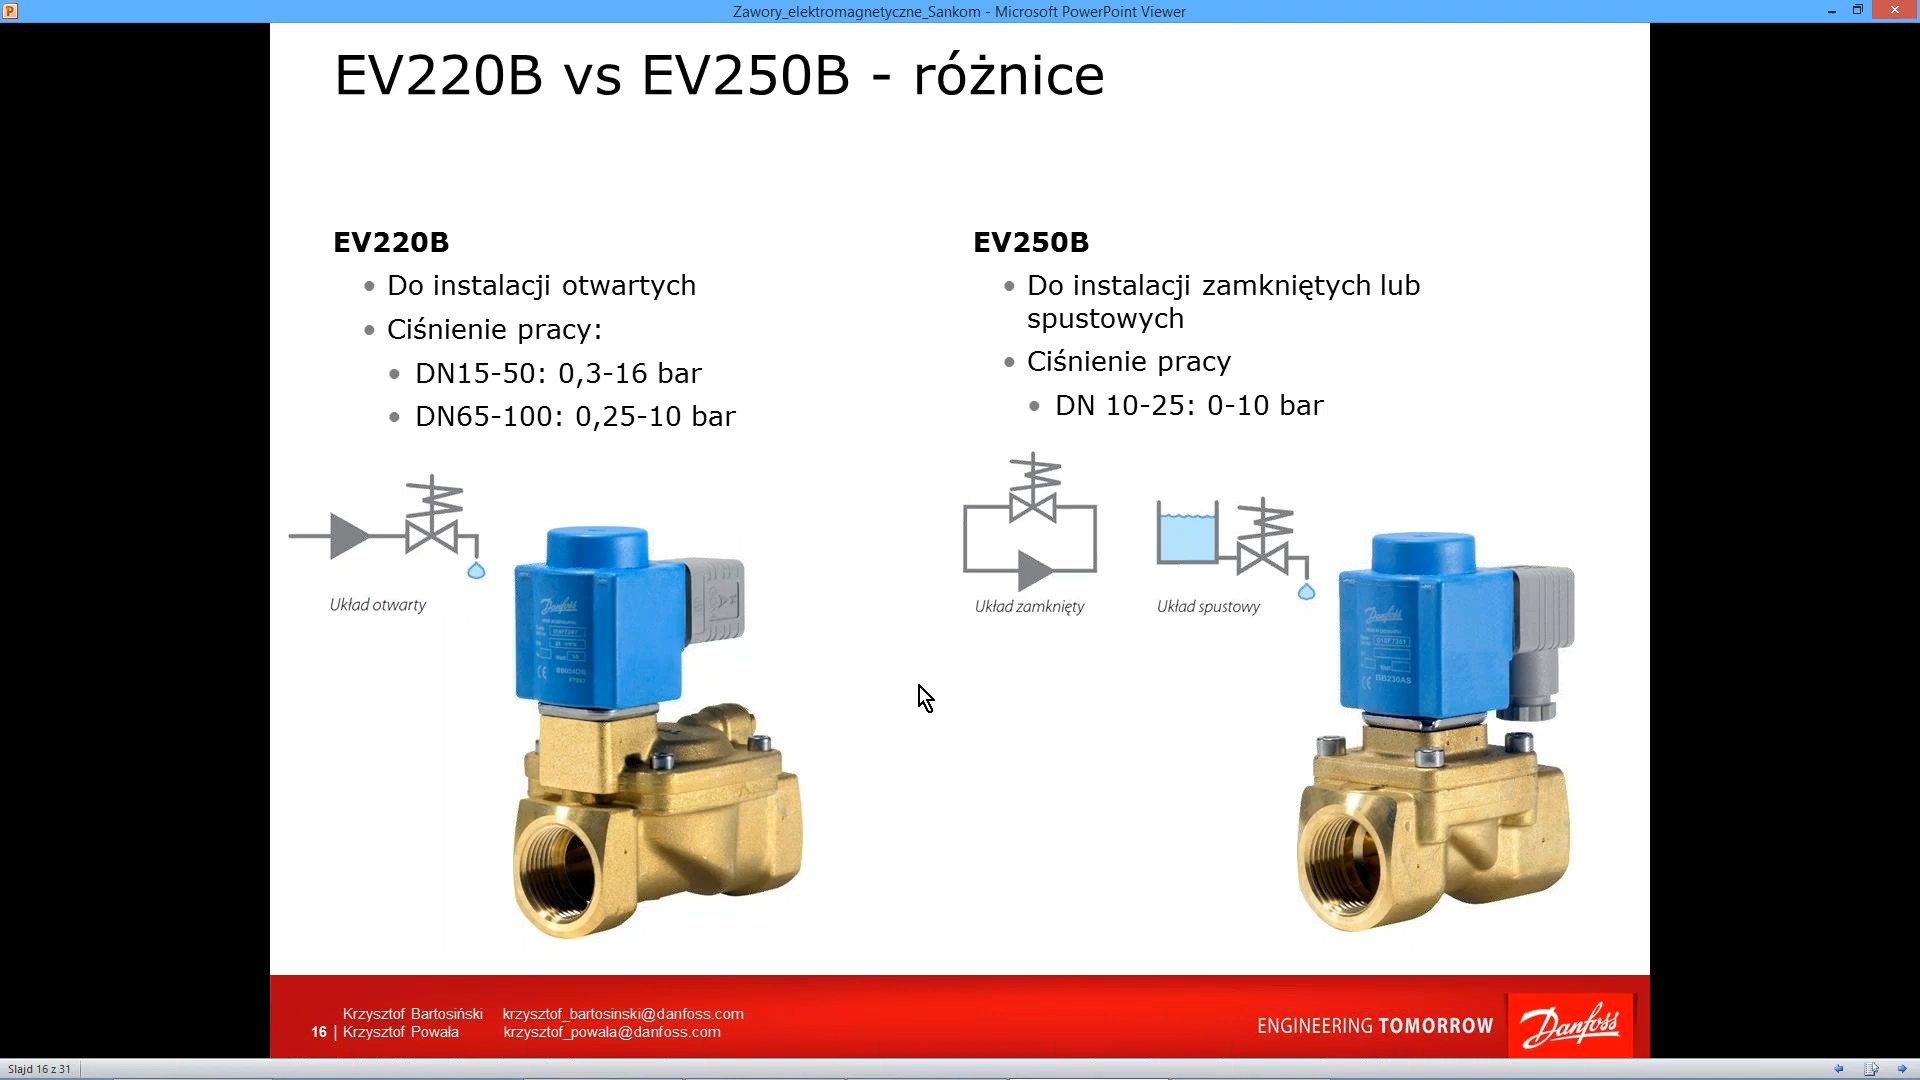 Zawory_elektromagnetyczne_Sankom - Microsoft PowerPoint Viewer
EV220B vs EV250B - różnice
EV220B
Do instalacji otwartych
Ciśnienie pracy:
DN15-50: 0,3-16 bar
DN65-100: 0,25-10 bar
Układ otwarty
EV250B
Do instalacji zamkniętych lub
spustowych
Ciśnienie pracy
DN 10-25: 0-10 bar
Układ zamknięty
Układ spustowy
Danfoss
Danfoss
BB230AS
Krzysztof Bartosiński krzysztof_bartosinski@danfoss.com
16 | Krzysztof Powała krzysztof_powala@danfoss.com
ENGINEERING TOMORROW
Danfoss
Slajd 16 z 31